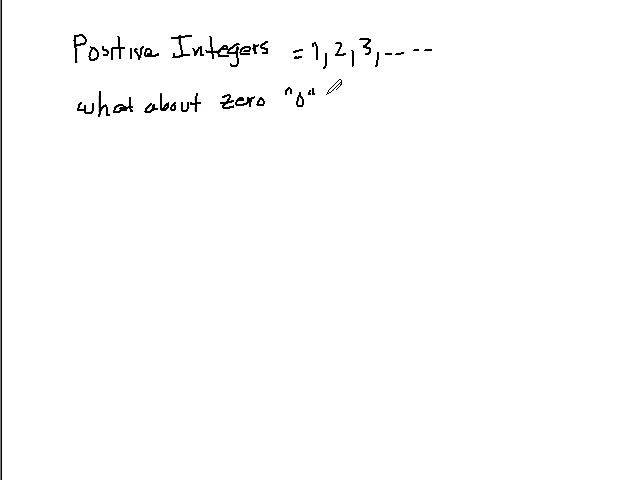 Positive Integers = 1, 2, 3, -- --
what about zero "0"